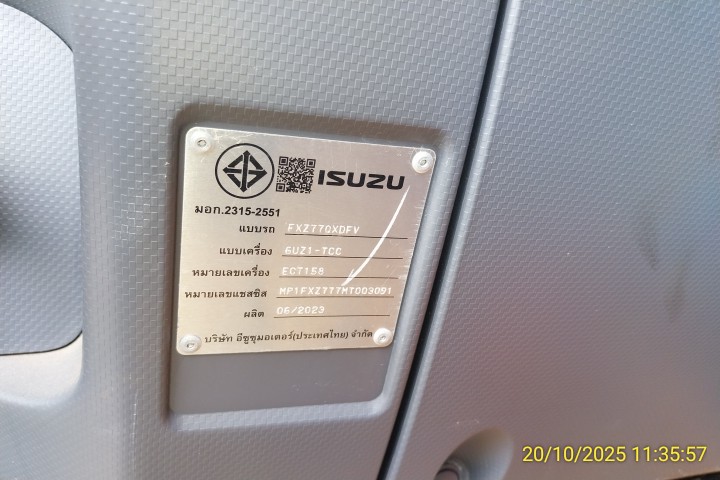 ISUZU
มอก.2315-2551
แบบรถ FXZ77QXDFV
แบบเครื่อง 6UZ1-TCC
หมายเลขเครื่อง EC7158
หมายเลขแชสซิส MP1FXZ777MT003091
ผลิต 06/2023
บริษัท อีซูซุมอเตอร์(ประเทศไทย) จำกัด
20/10/2025 11:35:57